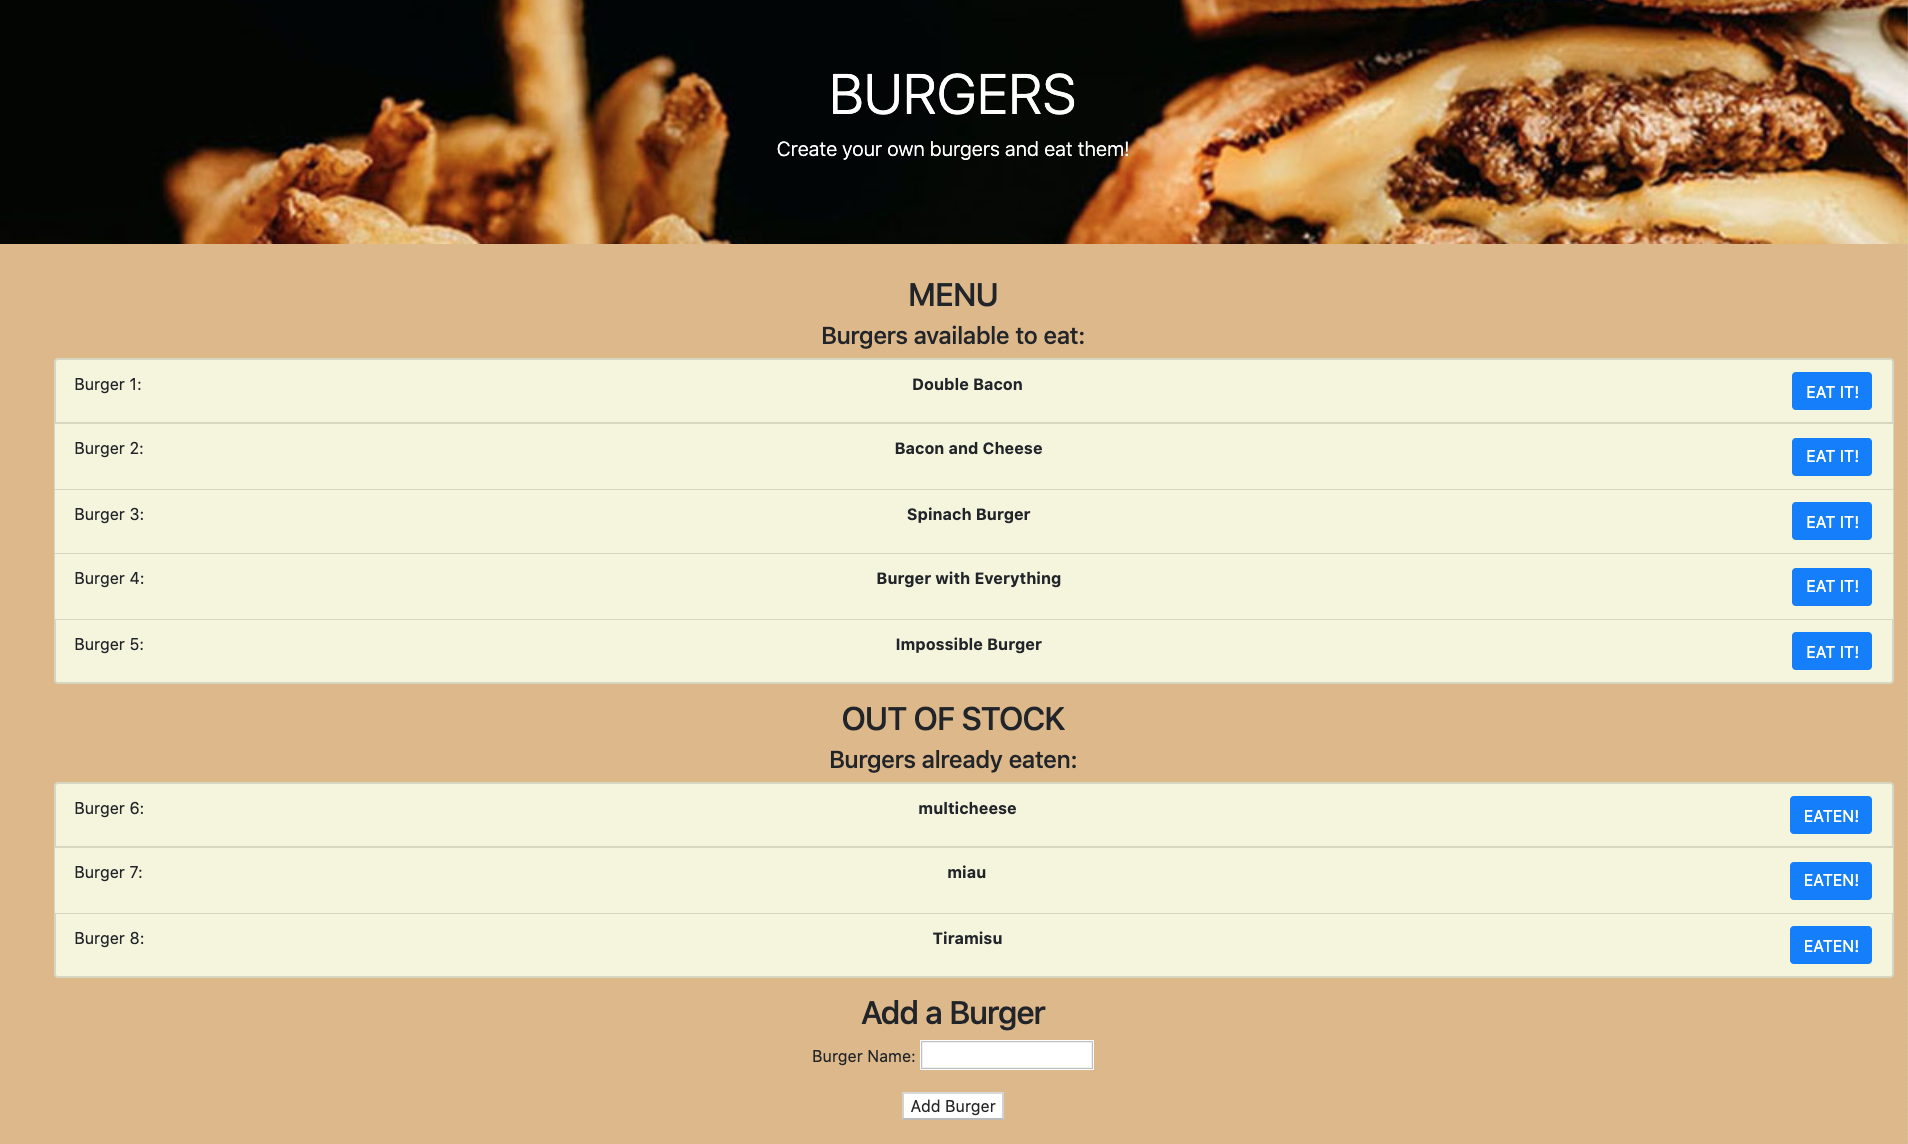 BURGERS
Create your own burgers and eat them!
MENU
Burgers available to eat:
Burger 1: Double Bacon EAT IT!
Burger 2: Bacon and Cheese EAT IT!
Burger 3: Spinach Burger EAT IT!
Burger 4: Burger with Everything EAT IT!
Burger 5: Impossible Burger EAT IT!
OUT OF STOCK
Burgers already eaten:
Burger 6: multicheese EATEN!
Burger 7: miau EATEN!
Burger 8: Tiramisu EATEN!
Add a Burger
Burger Name:
Add Burger